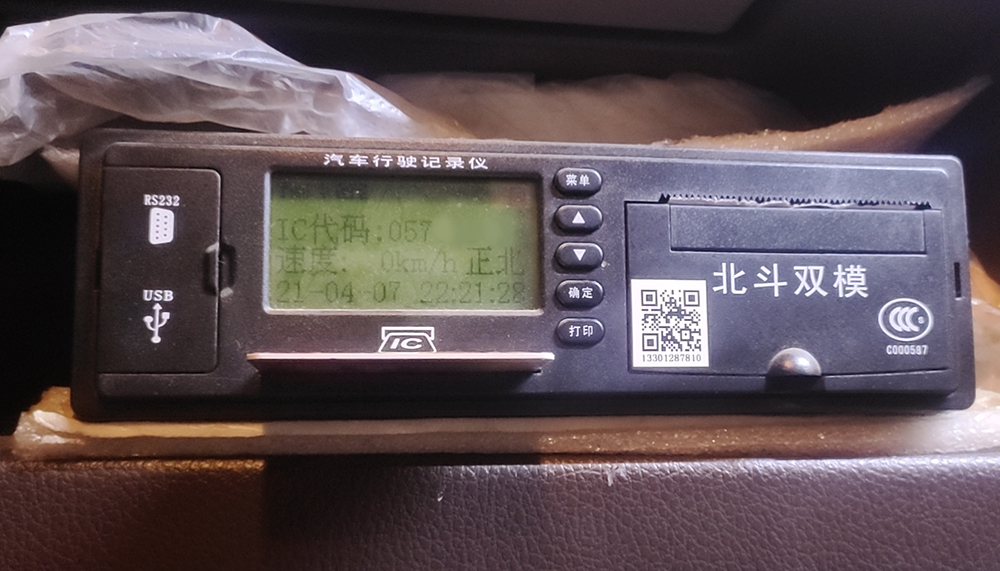 汽车行驶记录仪
RS232
USB
IC代码:057
速度: 0km/h 正北
21-04-07 22:21:28
IC
菜单
▲
▼
确定
打印
北斗双模
13301287810
CCC
S
C000587